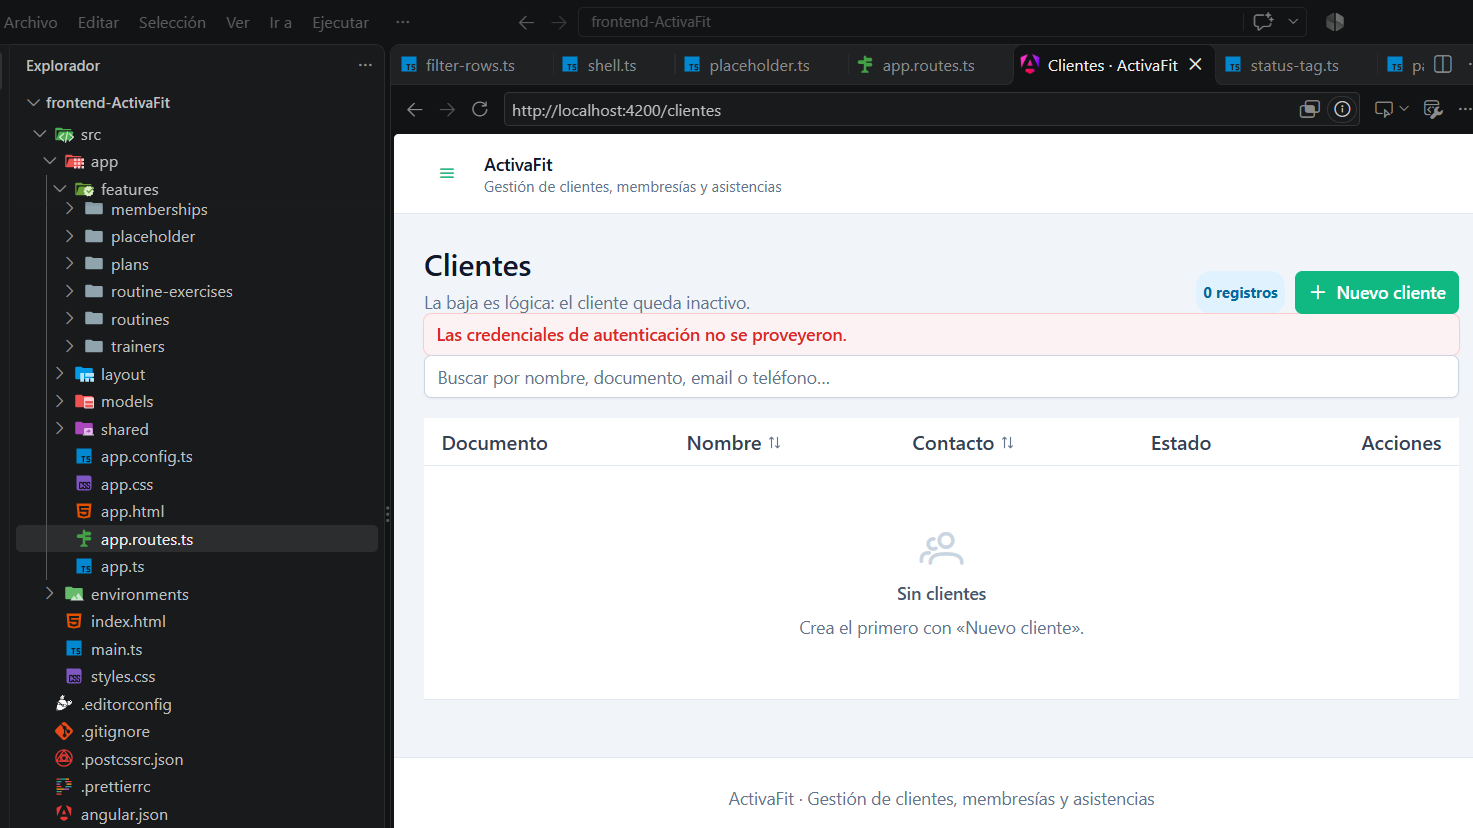 Archivo Editar Selección Ver Ir a Ejecutar ···
frontend-ActivaFit
Explorador
frontend-ActivaFit
src
app
features
memberships
placeholder
plans
routine-exercises
routines
trainers
layout
models
shared
app.config.ts
app.css
app.html
app.routes.ts
app.ts
environments
index.html
main.ts
styles.css
.editorconfig
.gitignore
.postcssrc.json
.prettierrc
angular.json
filter-rows.ts shell.ts placeholder.ts app.routes.ts Clientes · ActivaFit status-tag.ts
http://localhost:4200/clientes
ActivaFit
Gestión de clientes, membresías y asistencias
Clientes
La baja es lógica: el cliente queda inactivo.
0 registros
+ Nuevo cliente
Las credenciales de autenticación no se proveyeron.
Buscar por nombre, documento, email o teléfono...
Documento Nombre Contacto Estado Acciones
Sin clientes
Crea el primero con «Nuevo cliente».
ActivaFit · Gestión de clientes, membresías y asistencias